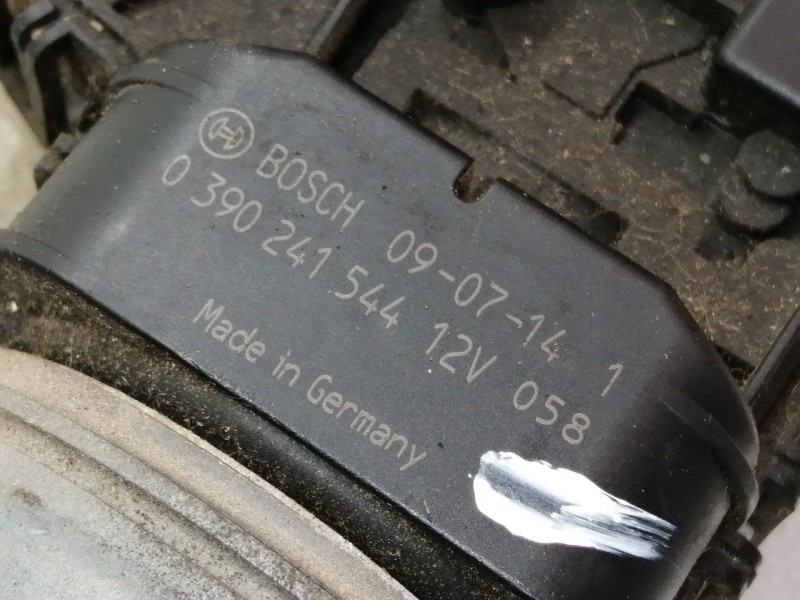 BOSCH 09-07-14 1
0 390 241 544 12V 058
Made in Germany